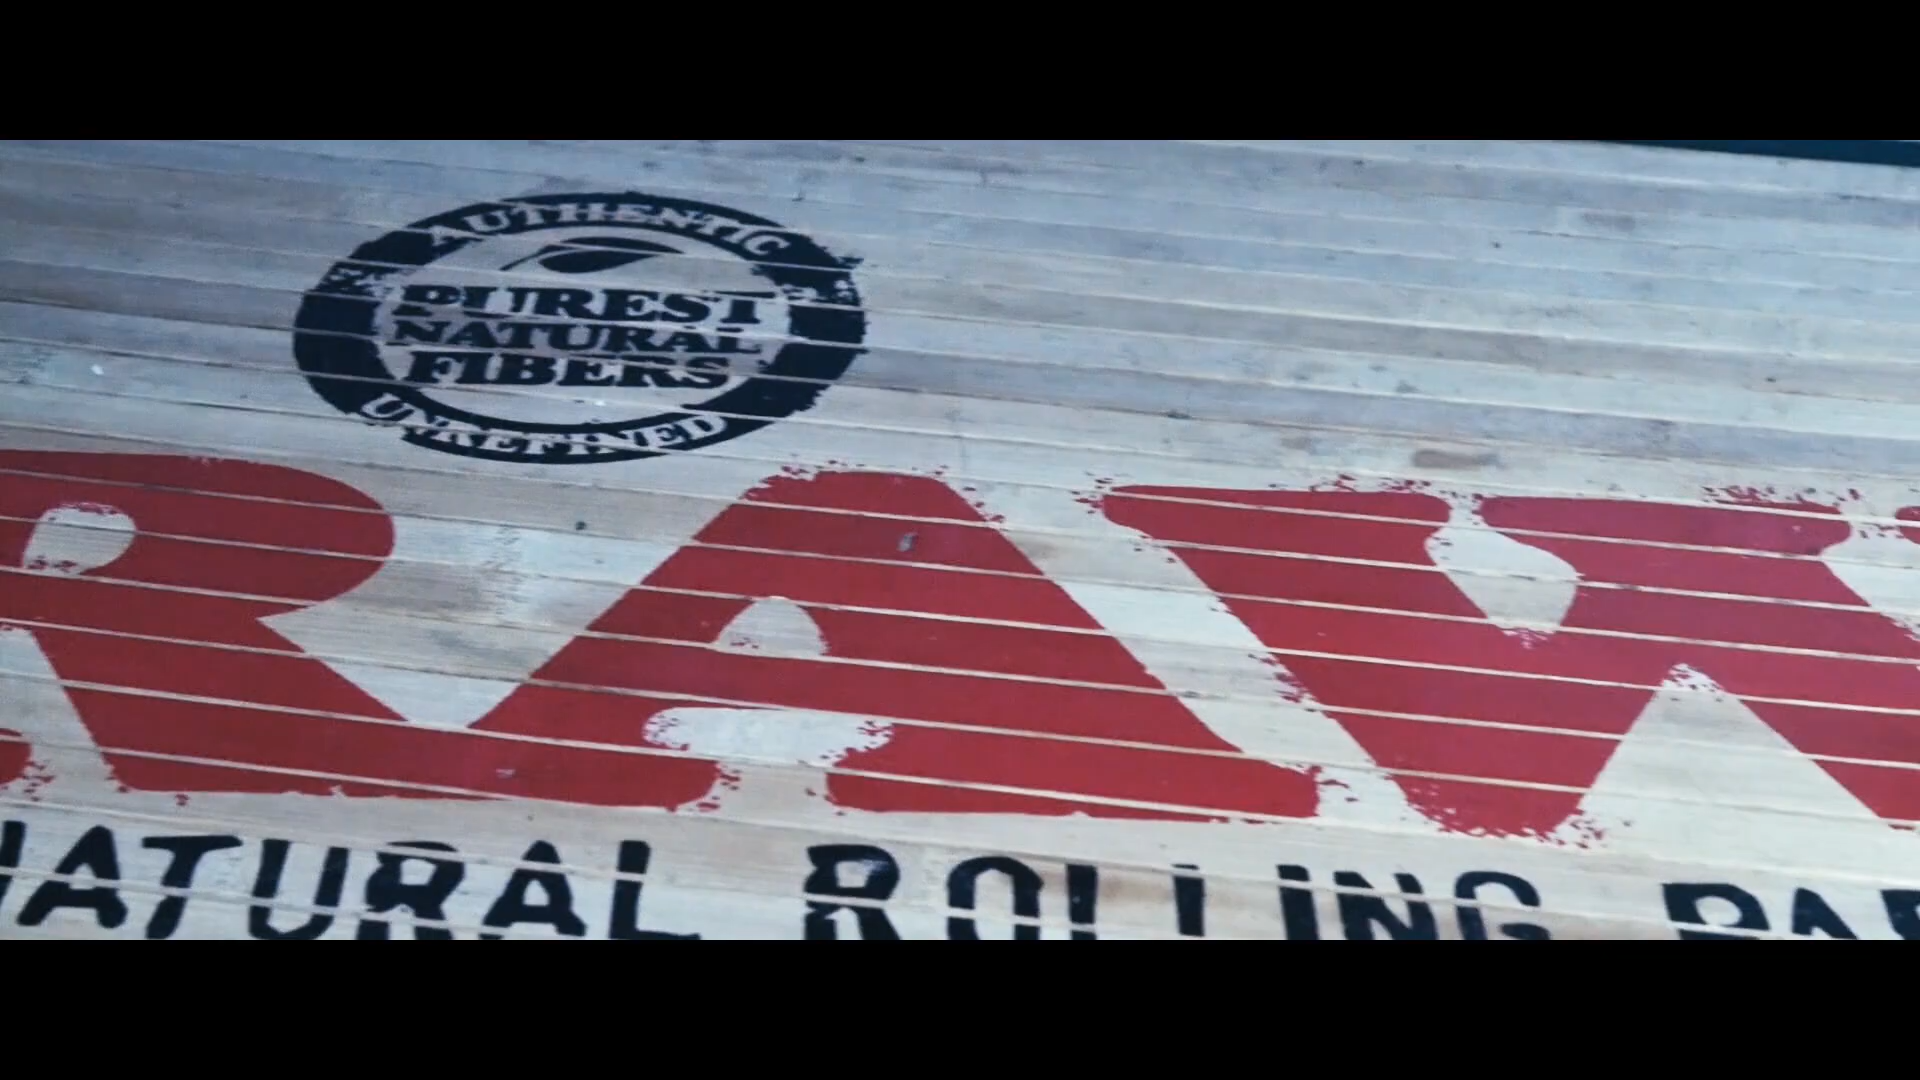 AUTHENTIC
PUREST
NATURAL
FIBERS
UNREFINED
RAW
NATURAL ROLLING